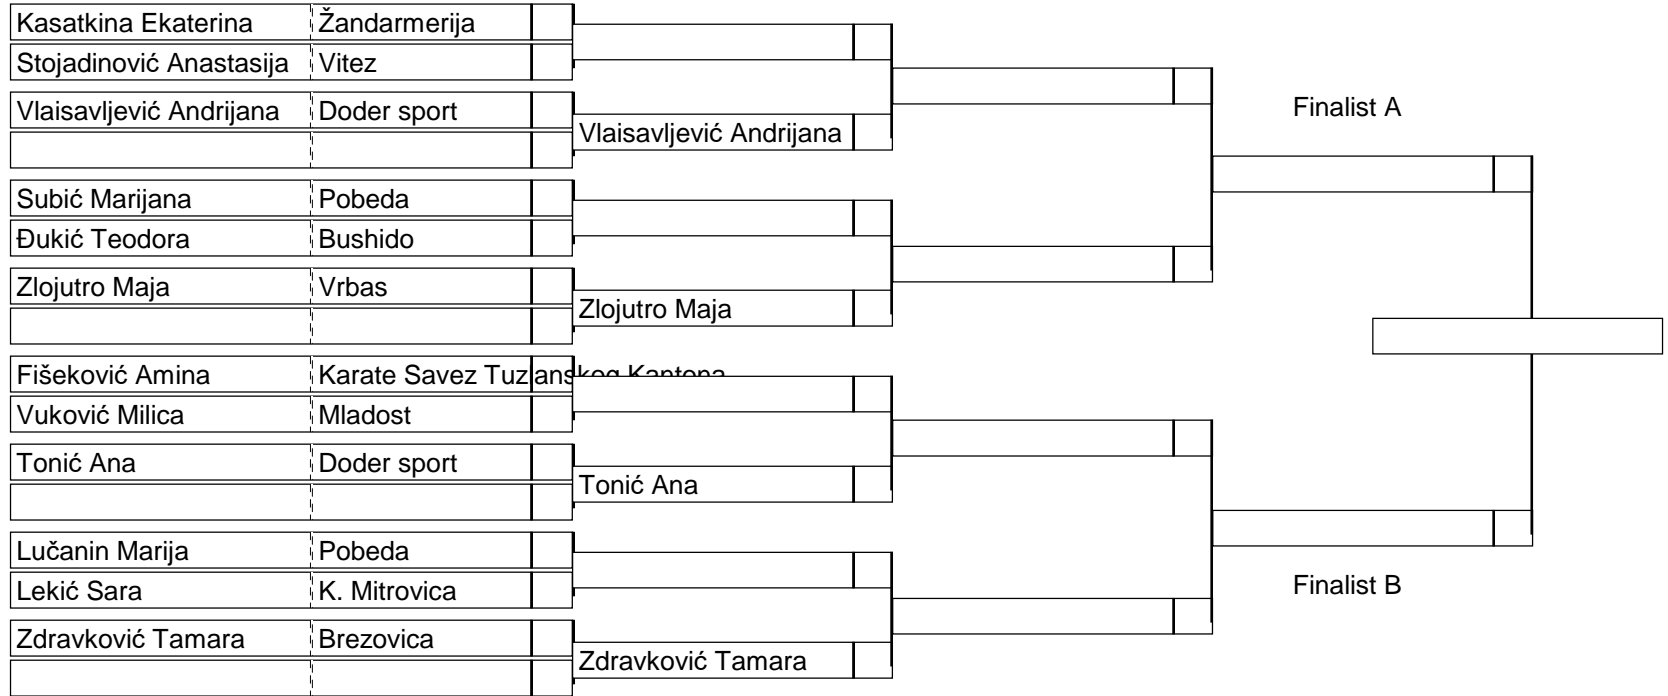 Kasatkina Ekaterina Žandarmerija
Stojadinović Anastasija Vitez
Vlaisavljević Andrijana Doder sport
Vlaisavljević Andrijana
Finalist A
Subić Marijana Pobeda
Đukić Teodora Bushido
Zlojutro Maja Vrbas
Zlojutro Maja
Fišeković Amina Karate Savez Tuzlanskog Kantona
Vuković Milica Mladost
Tonić Ana Doder sport
Tonić Ana
Lučanin Marija Pobeda
Lekić Sara K. Mitrovica
Finalist B
Zdravković Tamara Brezovica
Zdravković Tamara